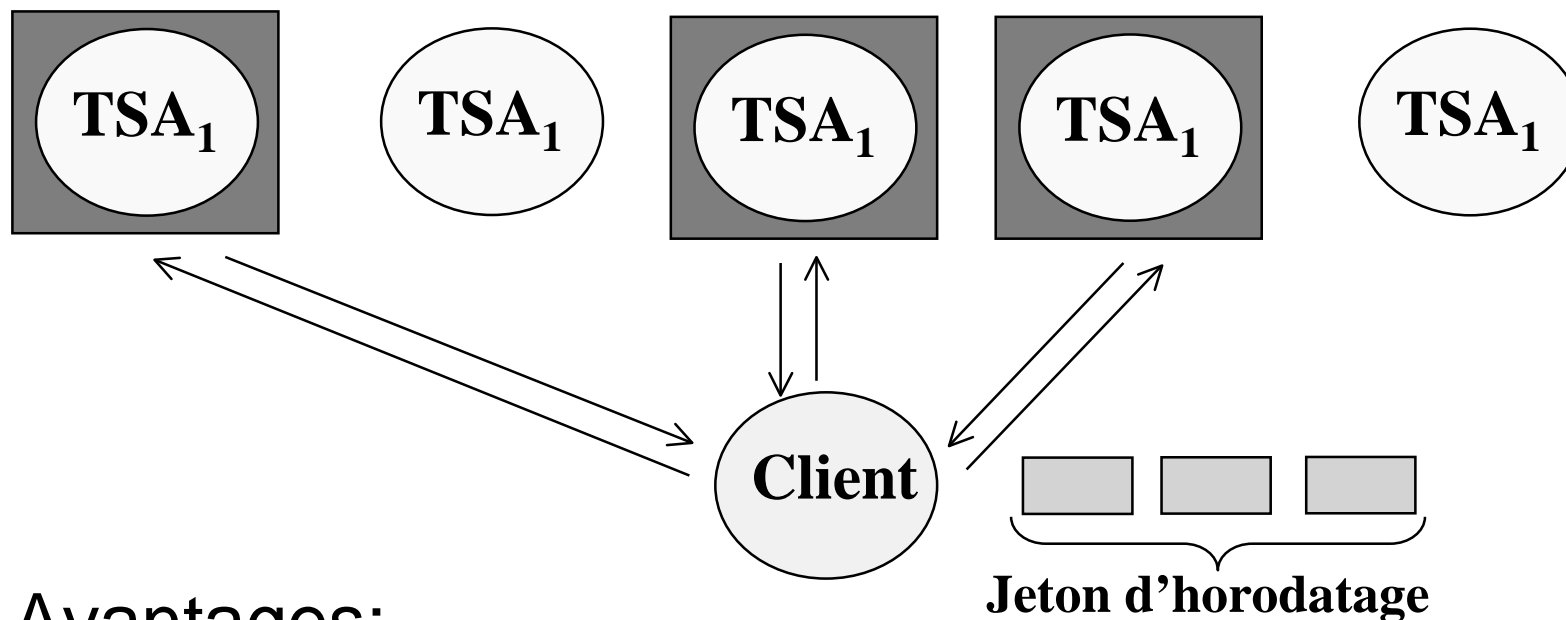 TSA₁ TSA₁ TSA₁ TSA₁ TSA₁
Client
Jeton d’horodatage
Avantages: